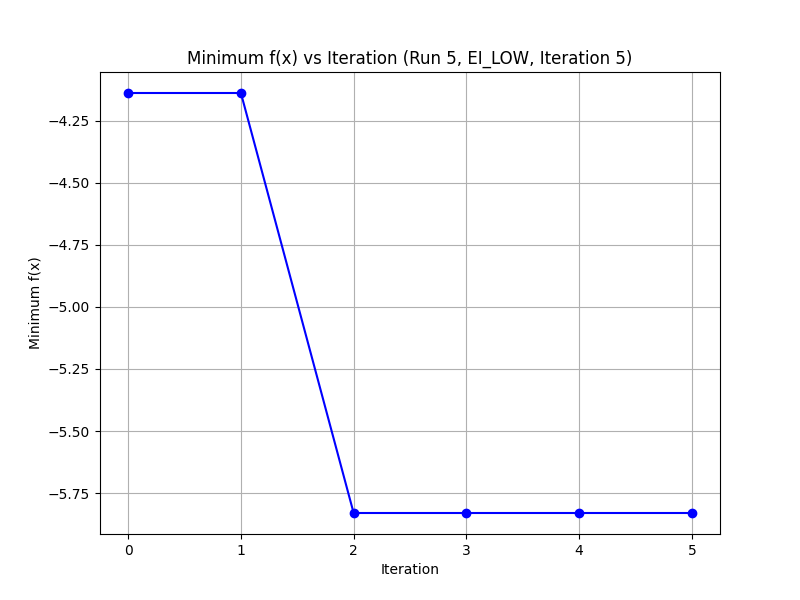 Minimum f(x) vs Iteration (Run 5, EI_LOW, Iteration 5)
Minimum f(x)
−4.25
−4.50
−4.75
−5.00
−5.25
−5.50
−5.75
0 1 2 3 4 5
Iteration